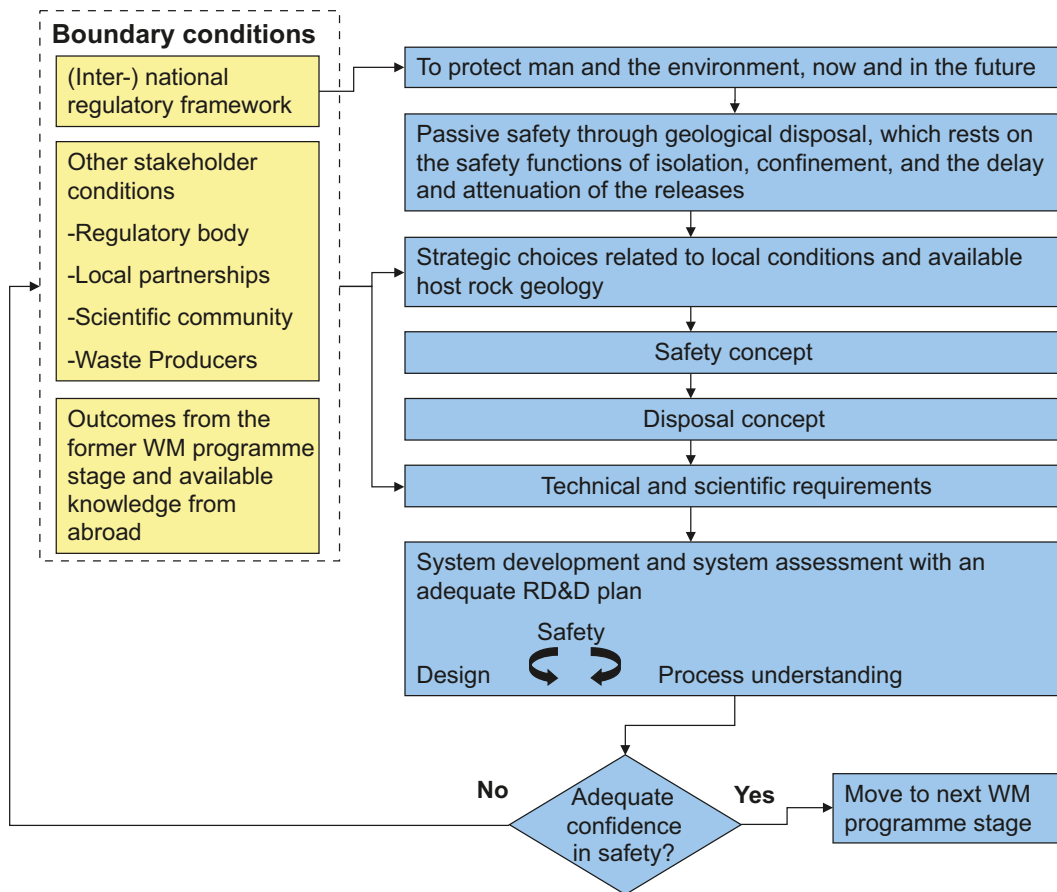 Boundary conditions
(Inter-) national
regulatory framework
Other stakeholder
conditions
-Regulatory body
-Local partnerships
-Scientific community
-Waste Producers
Outcomes from the
former WM programme
stage and available
knowledge from
abroad
To protect man and the environment, now and in the future
Passive safety through geological disposal, which rests on
the safety functions of isolation, confinement, and the delay
and attenuation of the releases
Strategic choices related to local conditions and available
host rock geology
Safety concept
Disposal concept
Technical and scientific requirements
System development and system assessment with an
adequate RD&D plan
Safety
Design
Process understanding
No
Adequate
confidence
in safety?
Yes
Move to next WM
programme stage